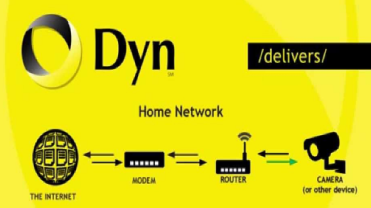 Dyn
/delivers/
Home Network
THE INTERNET
MODEM
ROUTER
CAMERA
(or other device)